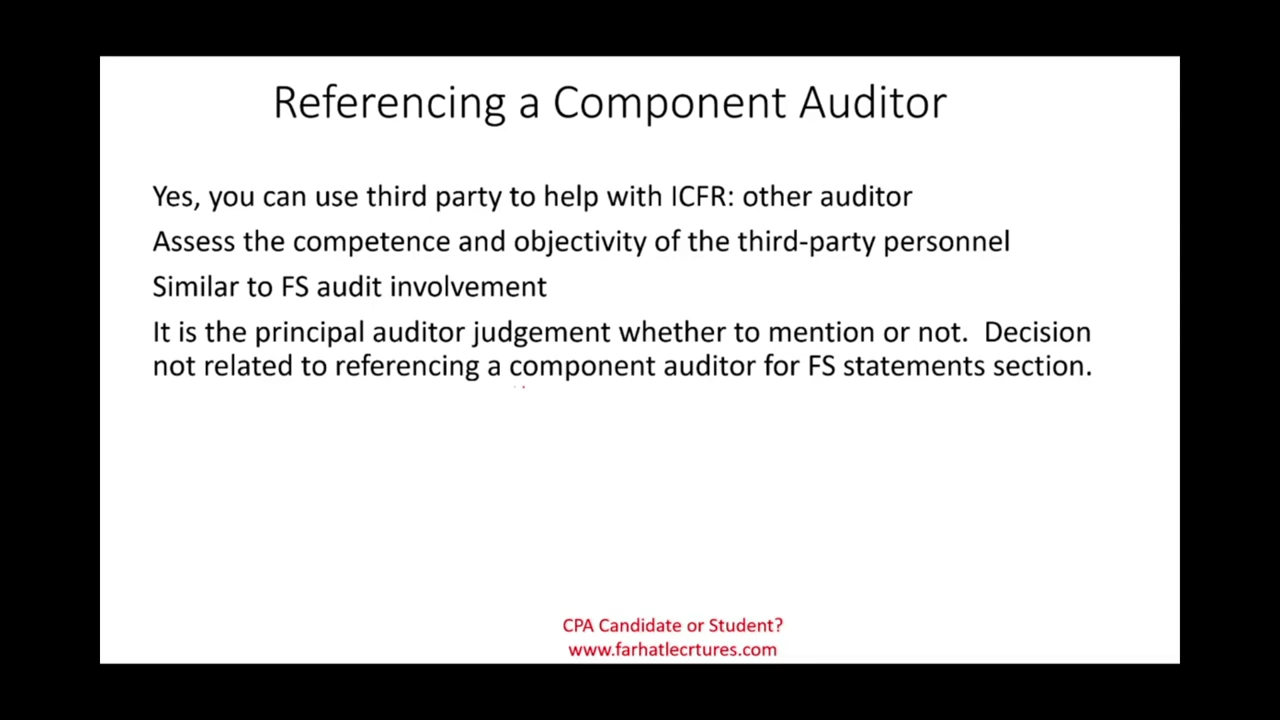 Referencing a Component Auditor
Yes, you can use third party to help with ICFR: other auditor
Assess the competence and objectivity of the third-party personnel
Similar to FS audit involvement
It is the principal auditor judgement whether to mention or not.  Decision
not related to referencing a component auditor for FS statements section.
CPA Candidate or Student?
www.farhatlecrtures.com